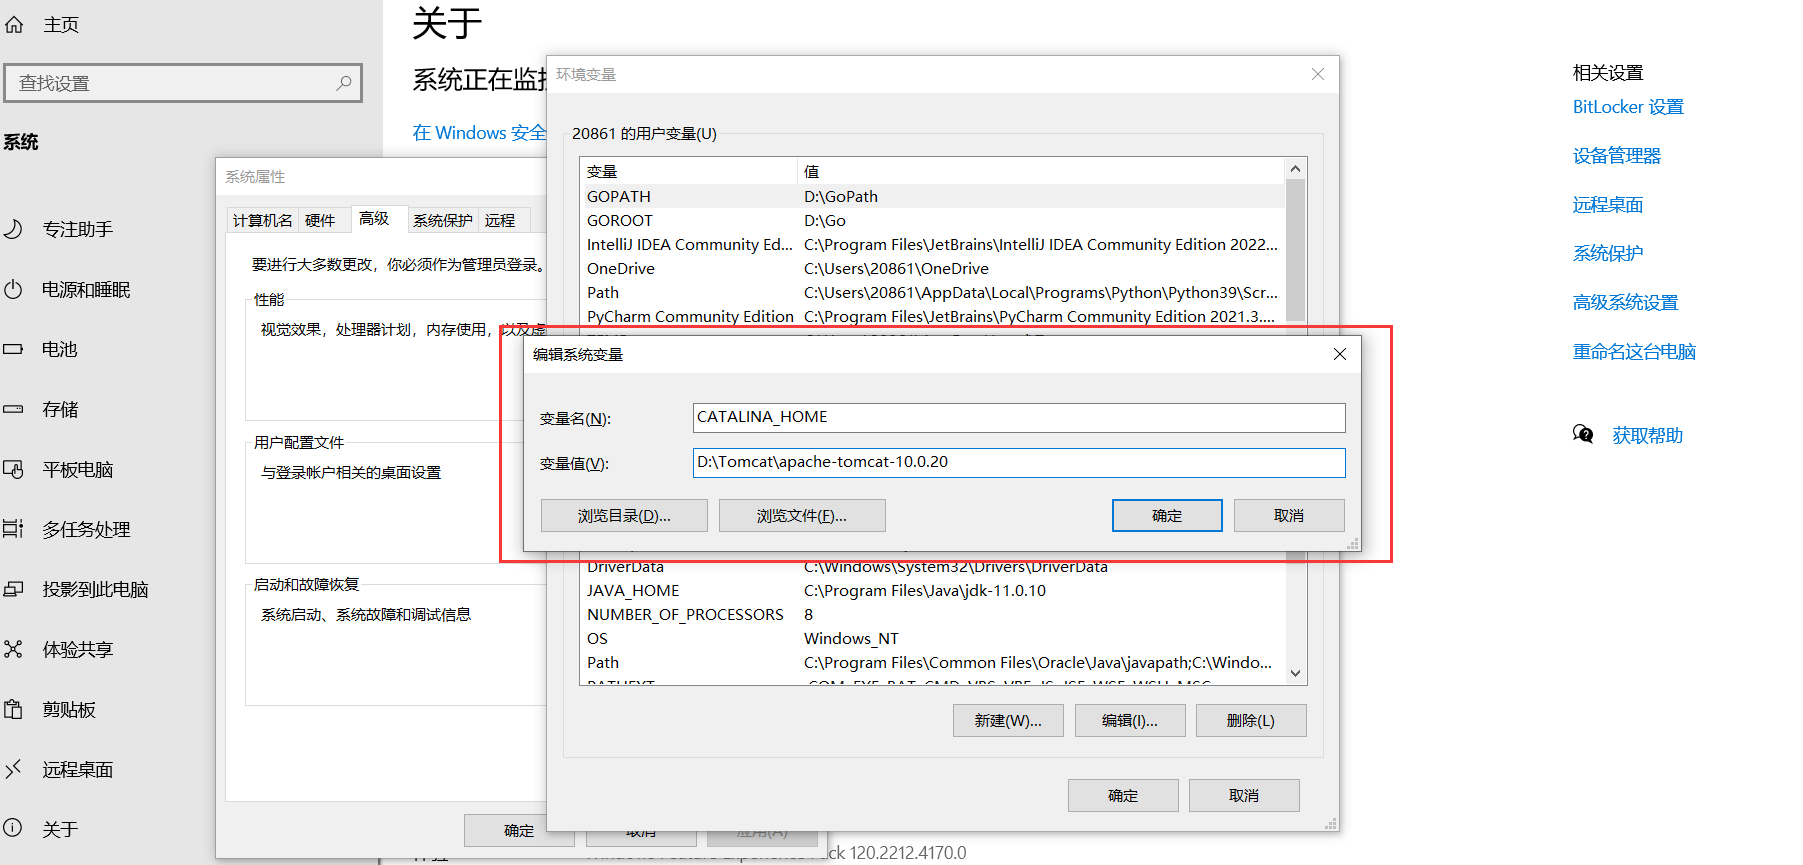 主页
查找设置
系统
专注助手
电源和睡眠
电池
存储
平板电脑
多任务处理
投影到此电脑
体验共享
剪贴板
远程桌面
关于
关于
系统正在监
在 Windows 安全
系统属性
计算机名
硬件
高级
系统保护
远程
要进行大多数更改，你必须作为管理员登录。
性能
视觉效果，处理器计划，内存使用，以及虚
用户配置文件
与登录帐户相关的桌面设置
启动和故障恢复
系统启动、系统故障和调试信息
确定
取消
应用(A)
环境变量
20861 的用户变量(U)
变量 值
GOPATH D:\GoPath
GOROOT D:\Go
IntelliJ IDEA Community Ed... C:\Program Files\JetBrains\IntelliJ IDEA Community Edition 2022...
OneDrive C:\Users\20861\OneDrive
Path C:\Users\20861\AppData\Local\Programs\Python\Python39\Scr...
PyCharm Community Edition C:\Program Files\JetBrains\PyCharm Community Edition 2021.3....
编辑系统变量
变量名(N): CATALINA_HOME
变量值(V): D:\Tomcat\apache-tomcat-10.0.20
浏览目录(D)...
浏览文件(F)...
确定
取消
DriverData C:\Windows\System32\Drivers\DriverData
JAVA_HOME C:\Program Files\Java\jdk-11.0.10
NUMBER_OF_PROCESSORS 8
OS Windows_NT
Path C:\Program Files\Common Files\Oracle\Java\javapath;C:\Windo...
新建(W)...
编辑(I)...
删除(L)
确定
取消
120.2212.4170.0
相关设置
BitLocker 设置
设备管理器
远程桌面
系统保护
高级系统设置
重命名这台电脑
获取帮助